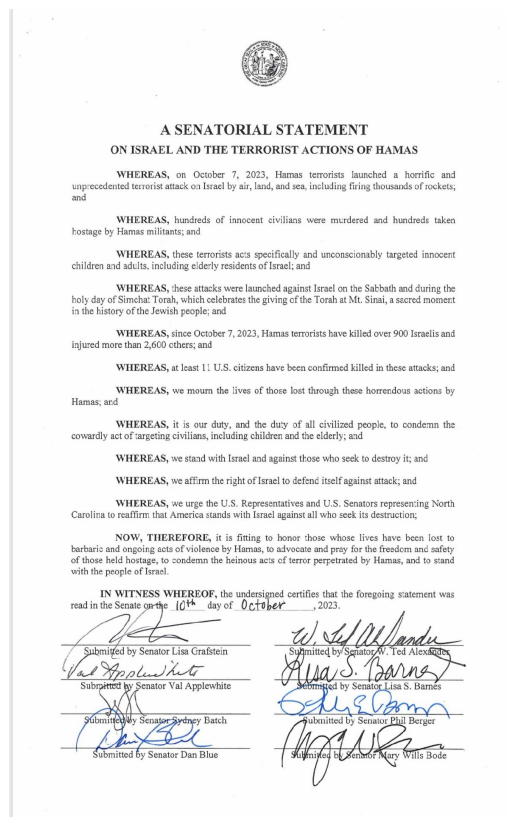 A SENATORIAL STATEMENT
ON ISRAEL AND THE TERRORIST ACTIONS OF HAMAS
WHEREAS, on October 7, 2023, Hamas terrorists launched a horrific and
unprecedented terrorist attack on Israel by air, land, and sea, including firing thousands of rockets;
and
WHEREAS, hundreds of innocent civilians were murdered and hundreds taken
hostage by Hamas militants; and
WHEREAS, these terrorists acts specifically and unconscionably targeted innocent
children and adults, including elderly residents of Israel; and
WHEREAS, these attacks were launched against Israel on the Sabbath and during the
holy day of Simchat Torah, which celebrates the giving of the Torah at Mt. Sinai, a sacred moment
in the history of the Jewish people; and
WHEREAS, since October 7, 2023, Hamas terrorists have killed over 900 Israelis and
injured more than 2,600 others; and
WHEREAS, at least 11 U.S. citizens have been confirmed killed in these attacks; and
WHEREAS, we mourn the lives of those lost through these horrendous actions by
Hamas; and
WHEREAS, it is our duty, and the duty of all civilized people, to condemn the
cowardly act of targeting civilians, including children and the elderly; and
WHEREAS, we stand with Israel and against those who seek to destroy it; and
WHEREAS, we affirm the right of Israel to defend itself against attack; and
WHEREAS, we urge the U.S. Representatives and U.S. Senators representing North
Carolina to reaffirm that America stands with Israel against all who seek its destruction;
NOW, THEREFORE, it is fitting to honor those whose lives have been lost to
barbaric and ongoing acts of violence by Hamas, to advocate and pray for the freedom and safety
of those held hostage, to condemn the heinous acts of terror perpetrated by Hamas, and to stand
with the people of Israel.
IN WITNESS WHEREOF, the undersigned certifies that the foregoing statement was
read in the Senate on the 10th day of October, 2023.
W. Ted Alexander
Submitted by Senator Lisa Grafstein Submitted by Senator W. Ted Alexander
Val Applewhite Lisa S. Barnes
Submitted by Senator Val Applewhite Submitted by Senator Lisa S. Barnes
Submitted by Senator Sydney Batch Submitted by Senator Phil Berger
Submitted by Senator Dan Blue Submitted by Senator Mary Wills Bode